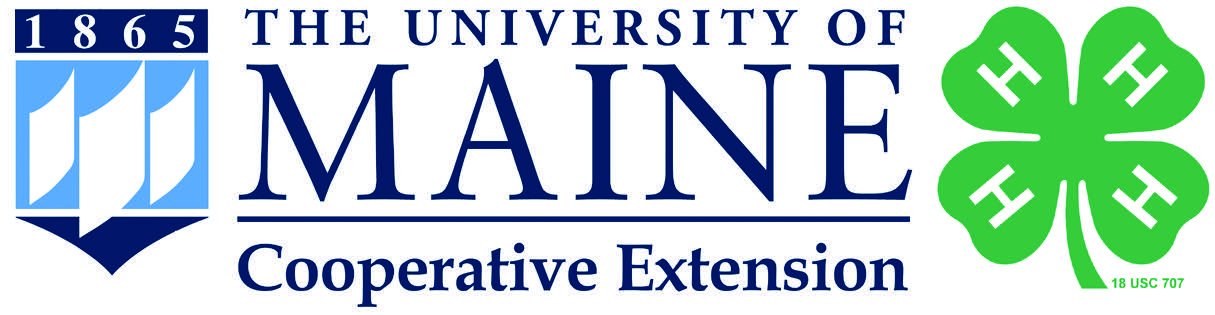 1865
THE UNIVERSITY OF
MAINE
Cooperative Extension
H H
H H
18 USC 707